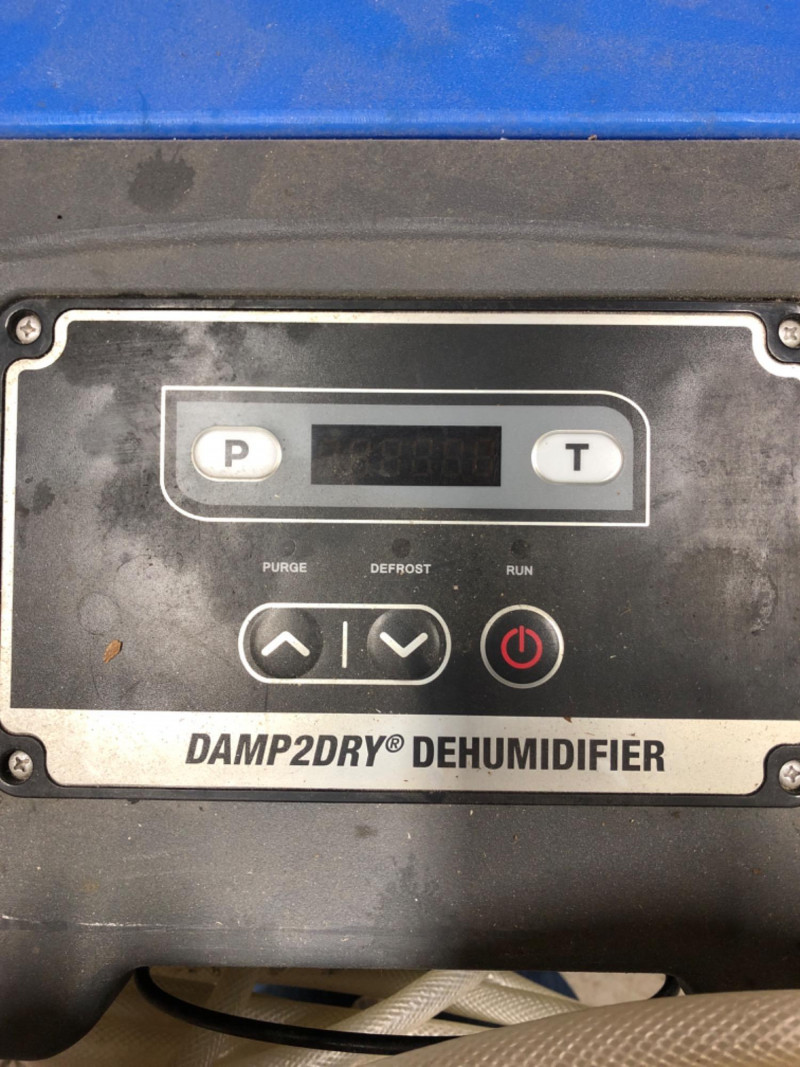 P
T
PURGE DEFROST RUN
DAMP2DRY® DEHUMIDIFIER